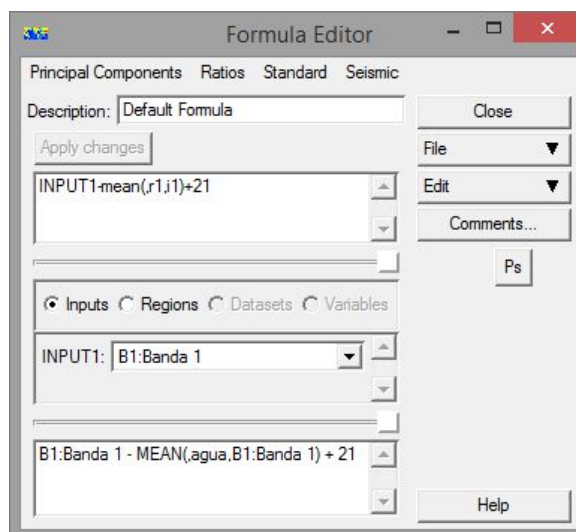 Formula Editor
Principal Components Ratios Standard Seismic
Description: Default Formula
Close
Apply changes
File
INPUT1-mean(,r1,i1)+21
Edit
Comments...
Ps
Inputs Regions Datasets Variables
INPUT1: B1:Banda 1
B1:Banda 1 - MEAN(,agua,B1:Banda 1) + 21
Help